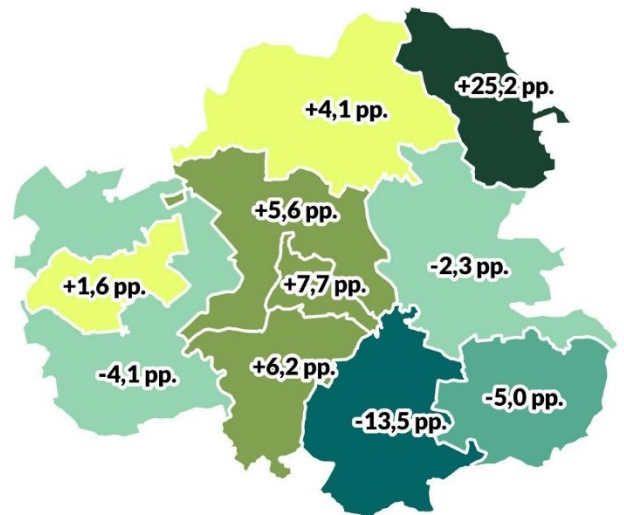 +25,2 pp.
+4,1 pp.
+5,6 pp.
-2,3 pp.
+1,6 pp.
+7,7 pp.
-4,1 pp.
+6,2 pp.
-5,0 pp.
-13,5 pp.